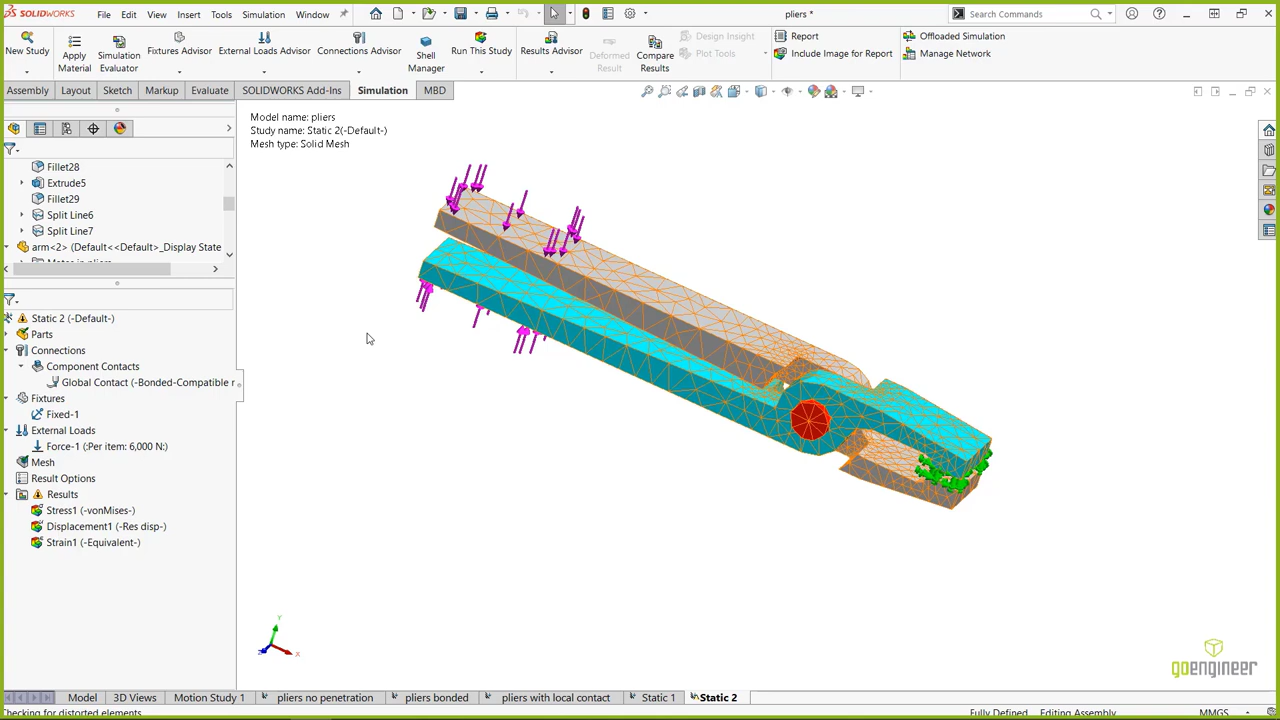 SOLIDWORKS File Edit View Insert Tools Simulation Window pliers * Search Commands
New Study
Apply Material
Simulation Evaluator
Fixtures Advisor
External Loads Advisor
Connections Advisor
Shell Manager
Run This Study
Results Advisor
Deformed Result
Compare Results
Design Insight
Plot Tools
Report
Include Image for Report
Offloaded Simulation
Manage Network
Assembly Layout Sketch Markup Evaluate SOLIDWORKS Add-Ins Simulation MBD
Model name: pliers
Study name: Static 2(-Default-)
Mesh type: Solid Mesh
Fillet28
Extrude5
Fillet29
Split Line6
Split Line7
arm<2> (Default<<Default>_Display State
Static 2 (-Default-)
Parts
Connections
Component Contacts
Global Contact (-Bonded-Compatible r
Fixtures
Fixed-1
External Loads
Force-1 (:Per item: 6,000 N:)
Mesh
Result Options
Results
Stress1 (-vonMises-)
Displacement1 (-Res disp-)
Strain1 (-Equivalent-)
Y
X
Z
goengineer
Model 3D Views Motion Study 1 pliers no penetration pliers bonded pliers with local contact Static 1 Static 2
Checking for distorted elements Fully Defined Editing Assembly MMGS